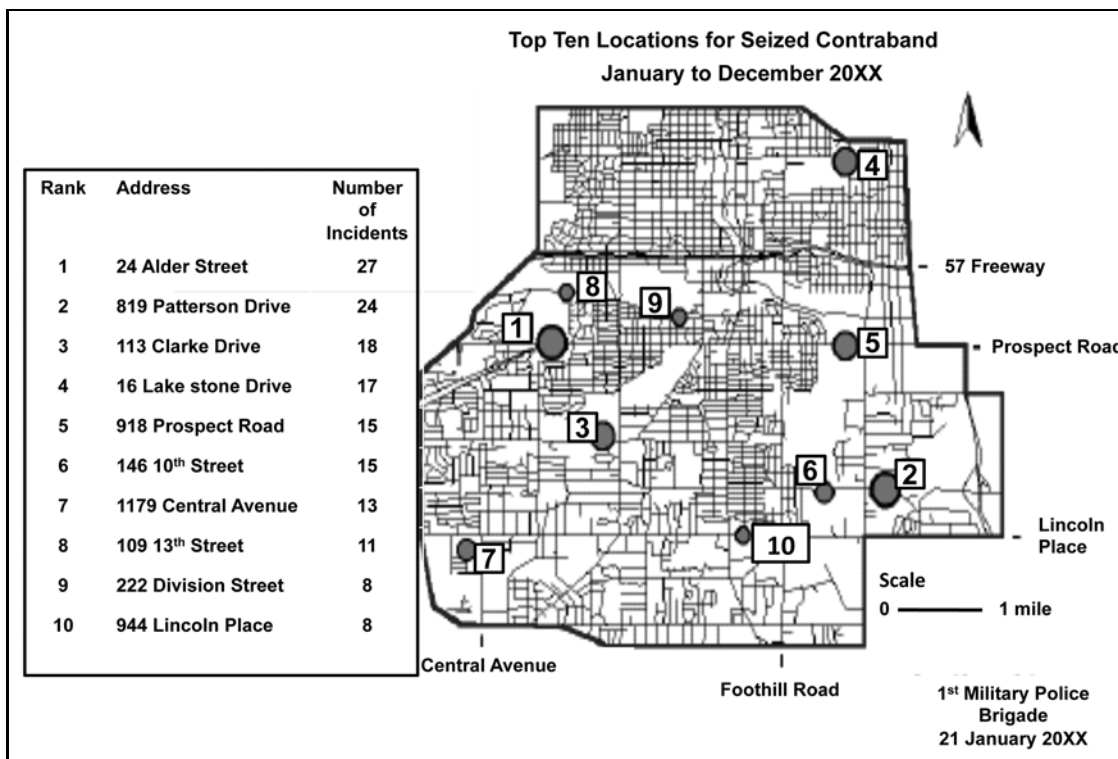 Top Ten Locations for Seized Contraband
January to December 20XX
Rank Address Number
of
Incidents
1 24 Alder Street 27
2 819 Patterson Drive 24
3 113 Clarke Drive 18
4 16 Lake stone Drive 17
5 918 Prospect Road 15
6 146 10th Street 15
7 1179 Central Avenue 13
8 109 13th Street 11
9 222 Division Street 8
10 944 Lincoln Place 8
4
57 Freeway
8
9
1
5
Prospect Road
3
6
2
10
7
Lincoln
Place
Scale
0 1 mile
Central Avenue
Foothill Road
1st Military Police
Brigade
21 January 20XX